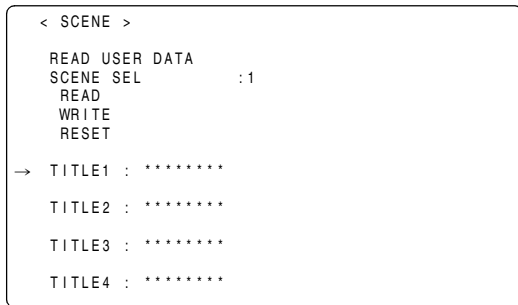 < SCENE >
READ USER DATA
SCENE SEL :1
READ
WRITE
RESET
→ TITLE1 : ********
TITLE2 : ********
TITLE3 : ********
TITLE4 : ********